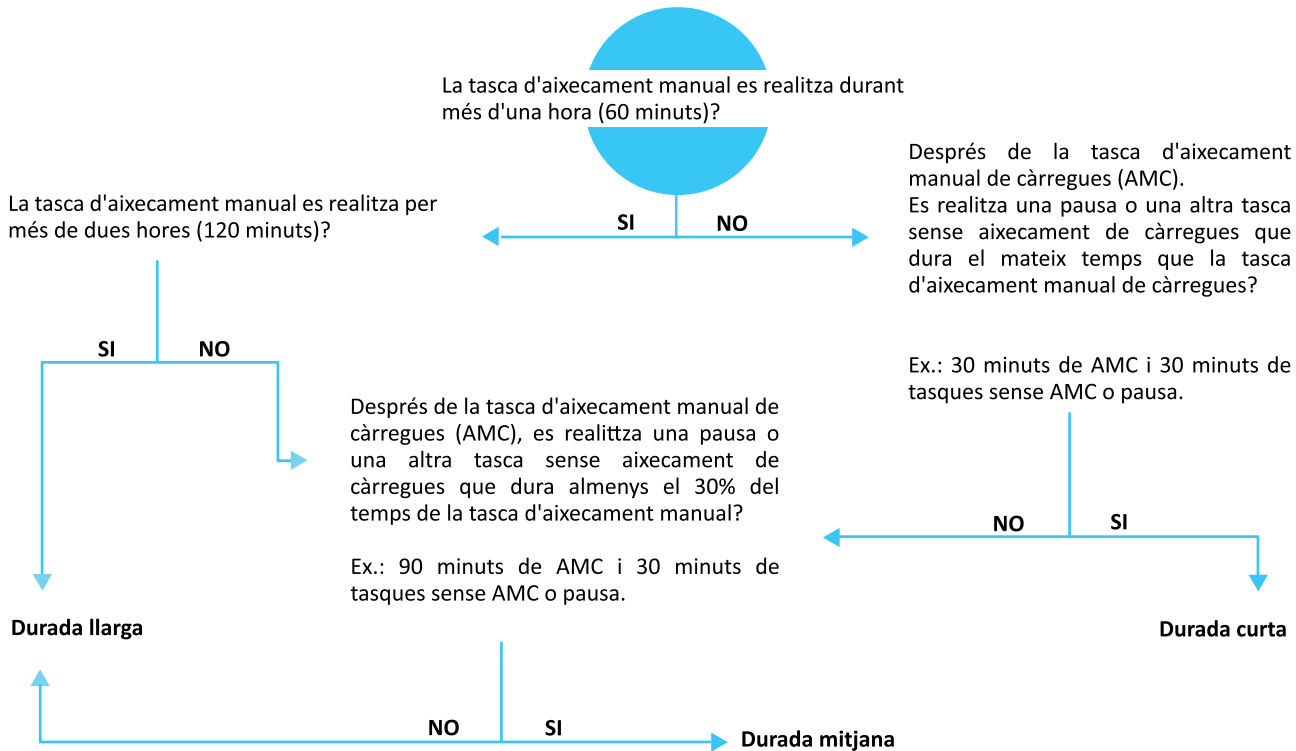 La tasca d'aixecament manual es realitza durant
més d'una hora (60 minuts)?
SI
NO
La tasca d'aixecament manual es realitza per
més de dues hores (120 minuts)?
SI
NO
Després de la tasca d'aixecament
manual de càrregues (AMC).
Es realitza una pausa o una altra tasca
sense aixecament de càrregues que
dura el mateix temps que la tasca
d'aixecament manual de càrregues?
Ex.: 30 minuts de AMC i 30 minuts de
tasques sense AMC o pausa.
NO
SI
Després de la tasca d'aixecament manual de
càrregues (AMC), es realittza una pausa o
una altra tasca sense aixecament de
càrregues que dura almenys el 30% del
temps de la tasca d'aixecament manual?
Ex.: 90 minuts de AMC i 30 minuts de
tasques sense AMC o pausa.
Durada llarga
Durada curta
NO
SI
Durada mitjana